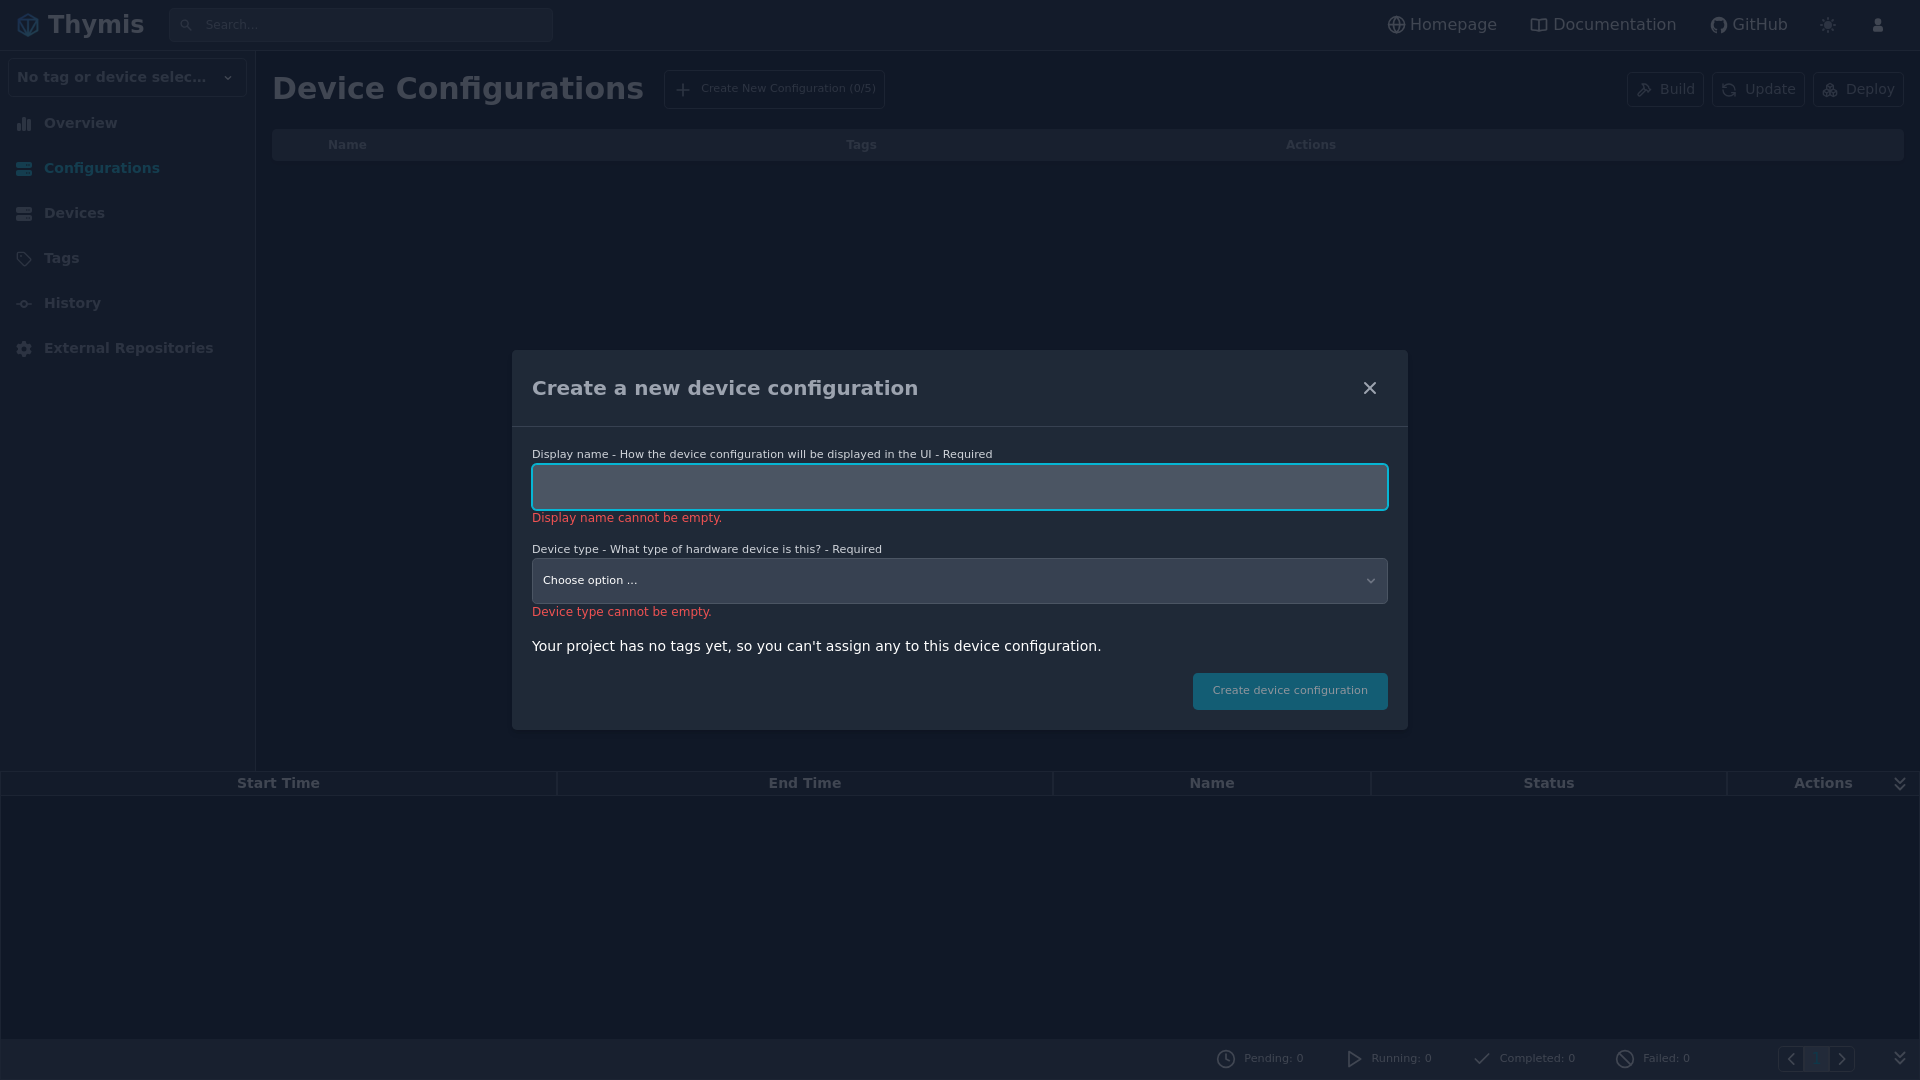 Thymis
Search...
Homepage
Documentation
GitHub
No tag or device selec...
Overview
Configurations
Devices
Tags
History
External Repositories
Device Configurations
Create New Configuration (0/5)
Build
Update
Deploy
Name Tags Actions
Create a new device configuration
Display name - How the device configuration will be displayed in the UI - Required
Display name cannot be empty.
Device type - What type of hardware device is this? - Required
Choose option ...
Device type cannot be empty.
Your project has no tags yet, so you can't assign any to this device configuration.
Create device configuration
Start Time End Time Name Status Actions
Pending: 0 Running: 0 Completed: 0 Failed: 0